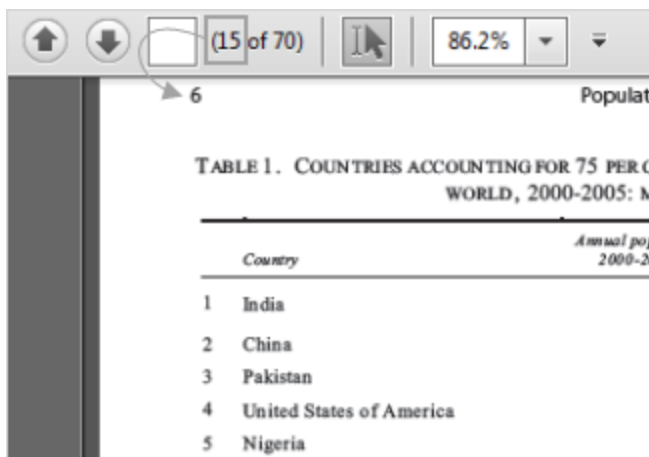 (15 of 70)
86.2%
6
Populat
TABLE 1. COUNTRIES ACCOUNTING FOR 75 PER
WORLD, 2000-2005:
Country
Annual po
2000-2
1 India
2 China
3 Pakistan
4 United States of America
5 Nigeria